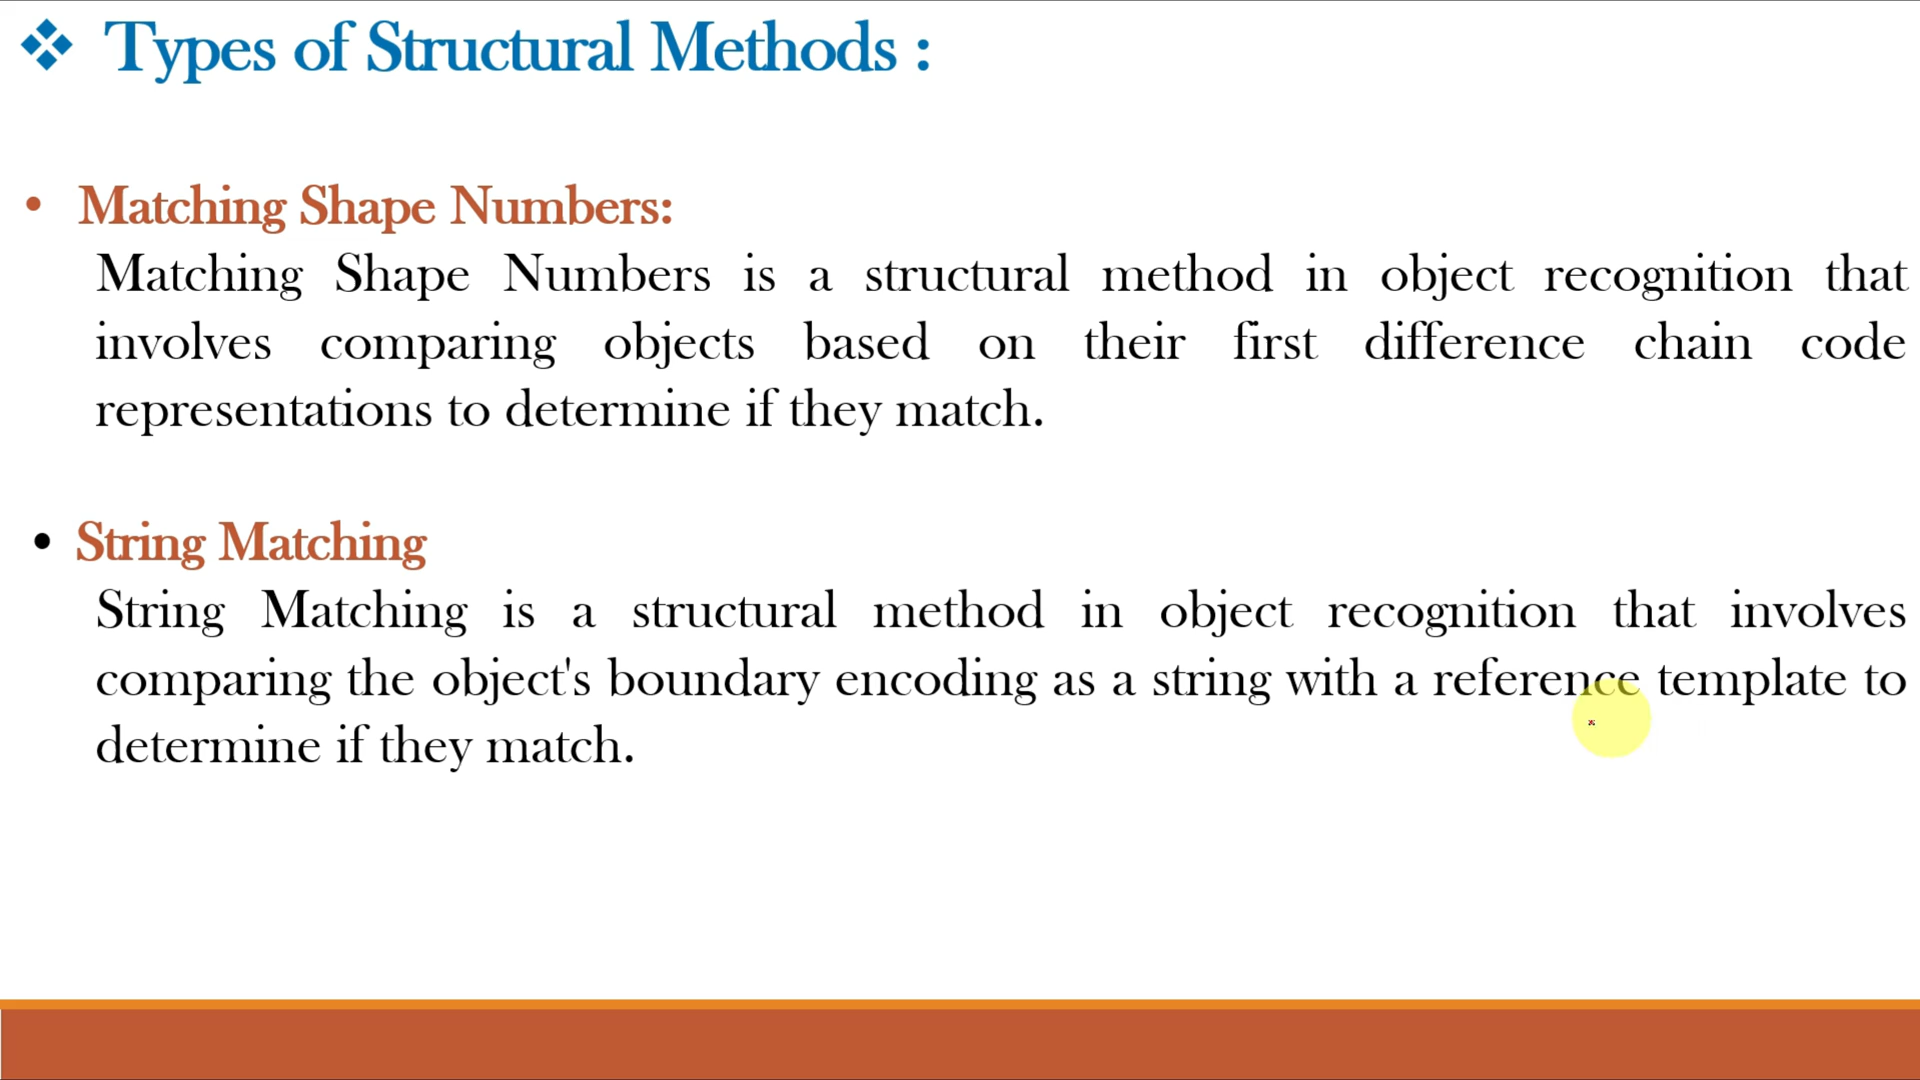 ❖ Types of Structural Methods :
• Matching Shape Numbers:
Matching Shape Numbers is a structural method in object recognition that
involves comparing objects based on their first difference chain code
representations to determine if they match.
• String Matching
String Matching is a structural method in object recognition that involves
comparing the object's boundary encoding as a string with a reference template to
determine if they match.